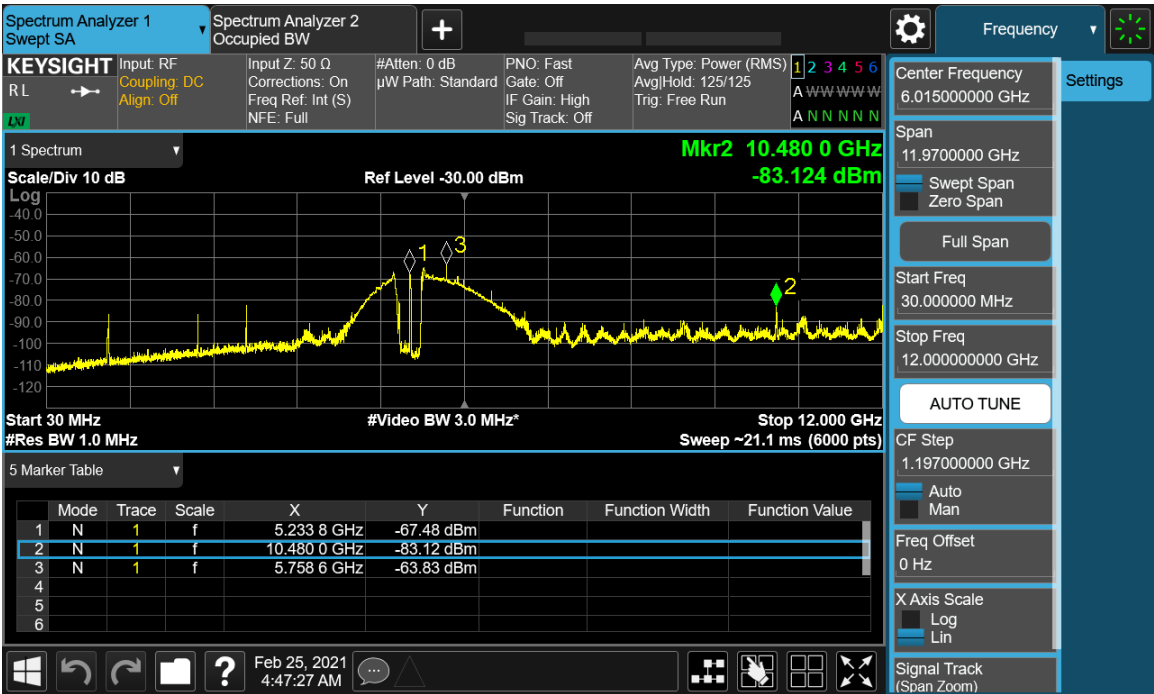 Spectrum Analyzer 1
Swept SA
Spectrum Analyzer 2
Occupied BW
Frequency
KEYSIGHT
RL
LXI
Input: RF
Coupling: DC
Align: Off
Input Z: 50 Ω
Corrections: On
Freq Ref: Int (S)
NFE: Full
#Atten: 0 dB
µW Path: Standard
PNO: Fast
Gate: Off
IF Gain: High
Sig Track: Off
Avg Type: Power (RMS)
Avg|Hold: 125/125
Trig: Free Run
1 2 3 4 5 6
A W W W W W
A N N N N N
1 Spectrum
Mkr2 10.480 0 GHz
-83.124 dBm
Scale/Div 10 dB
Ref Level -30.00 dBm
Log
-40.0
-50.0
-60.0
-70.0
-80.0
-90.0
-100
-110
-120
1
3
2
Start 30 MHz
#Video BW 3.0 MHz*
Stop 12.000 GHz
#Res BW 1.0 MHz
Sweep ~21.1 ms (6000 pts)
5 Marker Table
Mode Trace Scale X Y Function Function Width Function Value
1 N 1 f 5.233 8 GHz -67.48 dBm
2 N 1 f 10.480 0 GHz -83.12 dBm
3 N 1 f 5.758 6 GHz -63.83 dBm
4
5
6
?
Feb 25, 2021
4:47:27 AM
Center Frequency
6.015000000 GHz
Span
11.9700000 GHz
Swept Span
Zero Span
Full Span
Start Freq
30.000000 MHz
Stop Freq
12.000000000 GHz
AUTO TUNE
CF Step
1.197000000 GHz
Auto
Man
Freq Offset
0 Hz
X Axis Scale
Log
Lin
Signal Track
(Span Zoom)
Settings